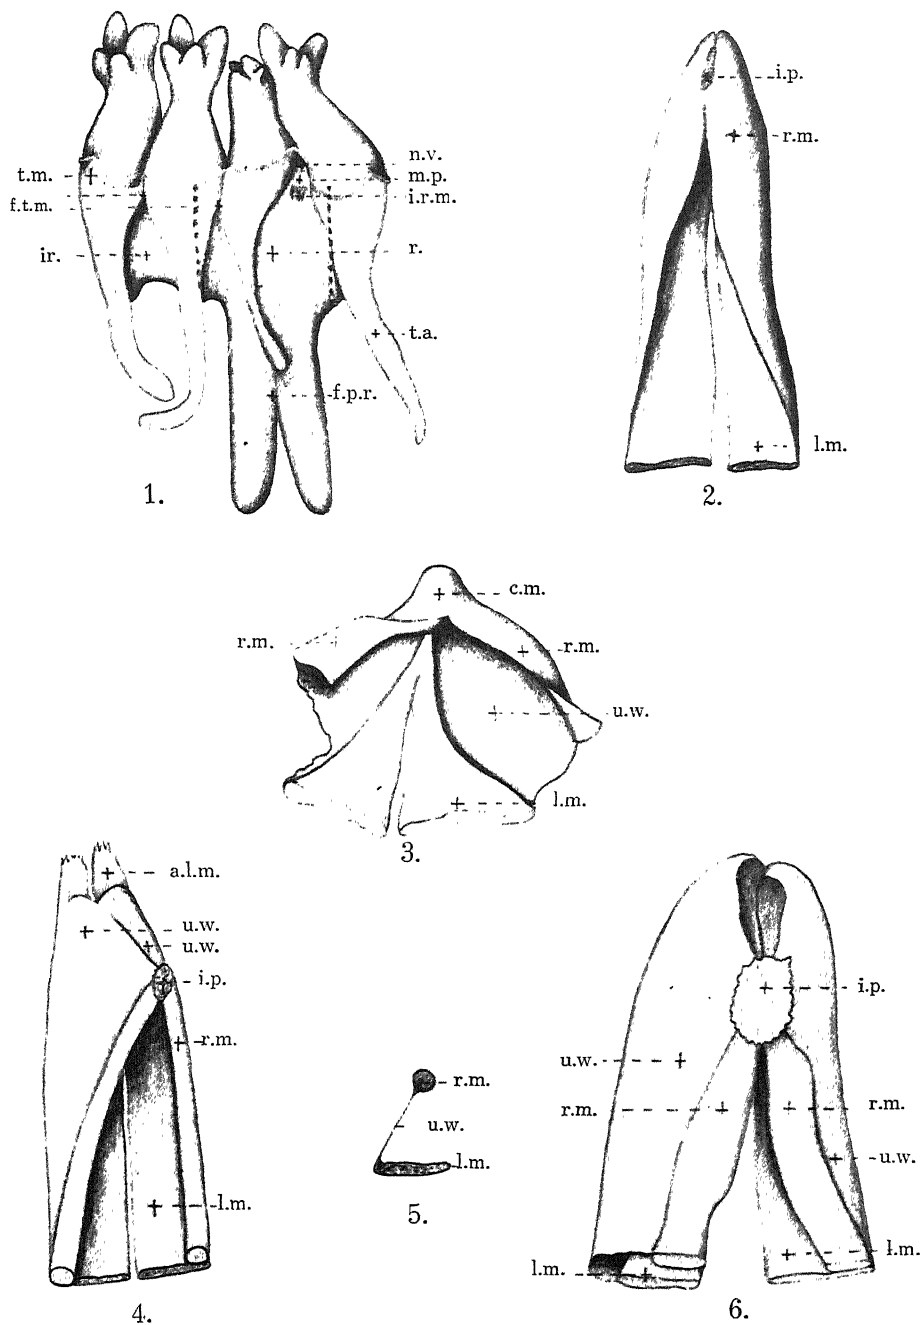 t.m.
f.t.m.
ir.
n.v.
m.p.
i.r.m.
r.
t.a.
f.p.r.
1.
i.p.
r.m.
l.m.
2.
c.m.
r.m.
r.m.
u.w.
l.m.
3.
a.l.m.
u.w.
u.w.
i.p.
r.m.
l.m.
4.
r.m.
u.w.
l.m.
5.
i.p.
u.w.
r.m.
r.m.
u.w.
l.m.
l.m.
6.